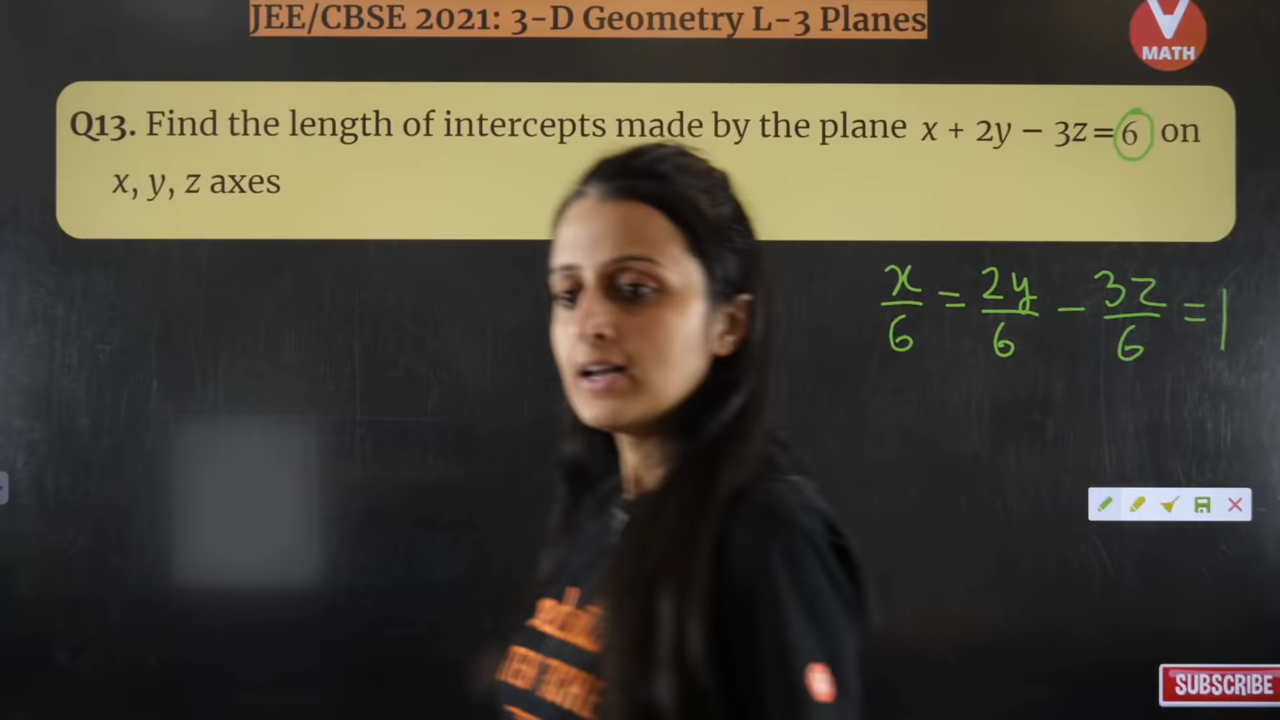 JEE/CBSE 2021: 3-D Geometry L-3 Planes
V
MATH
Q13. Find the length of intercepts made by the plane x + 2y − 3z=6 on
x, y, z axes
x/6 = 2y/6 − 3z/6 = 1
SUBSCRIBE